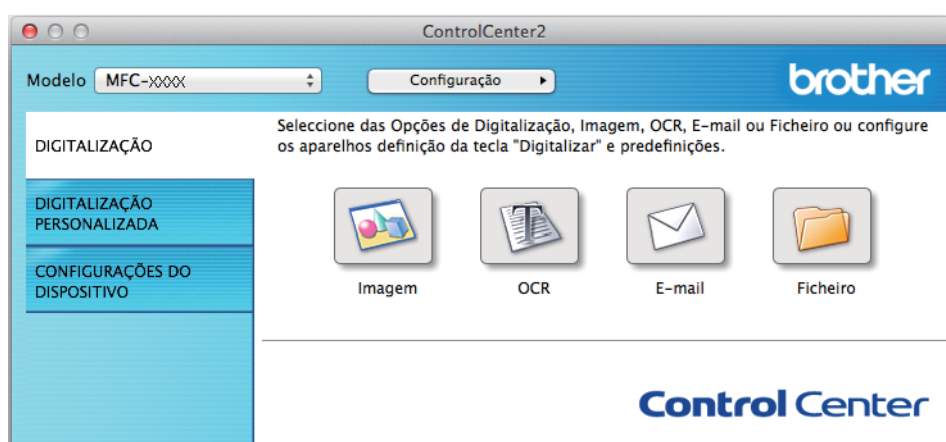 ControlCenter2
Modelo MFC-XXXX Configuração
brother
DIGITALIZAÇÃO
DIGITALIZAÇÃO
PERSONALIZADA
CONFIGURAÇÕES DO
DISPOSITIVO
Seleccione das Opções de Digitalização, Imagem, OCR, E-mail ou Ficheiro ou configure
os aparelhos definição da tecla "Digitalizar" e predefinições.
Imagem OCR E-mail Ficheiro
Control Center